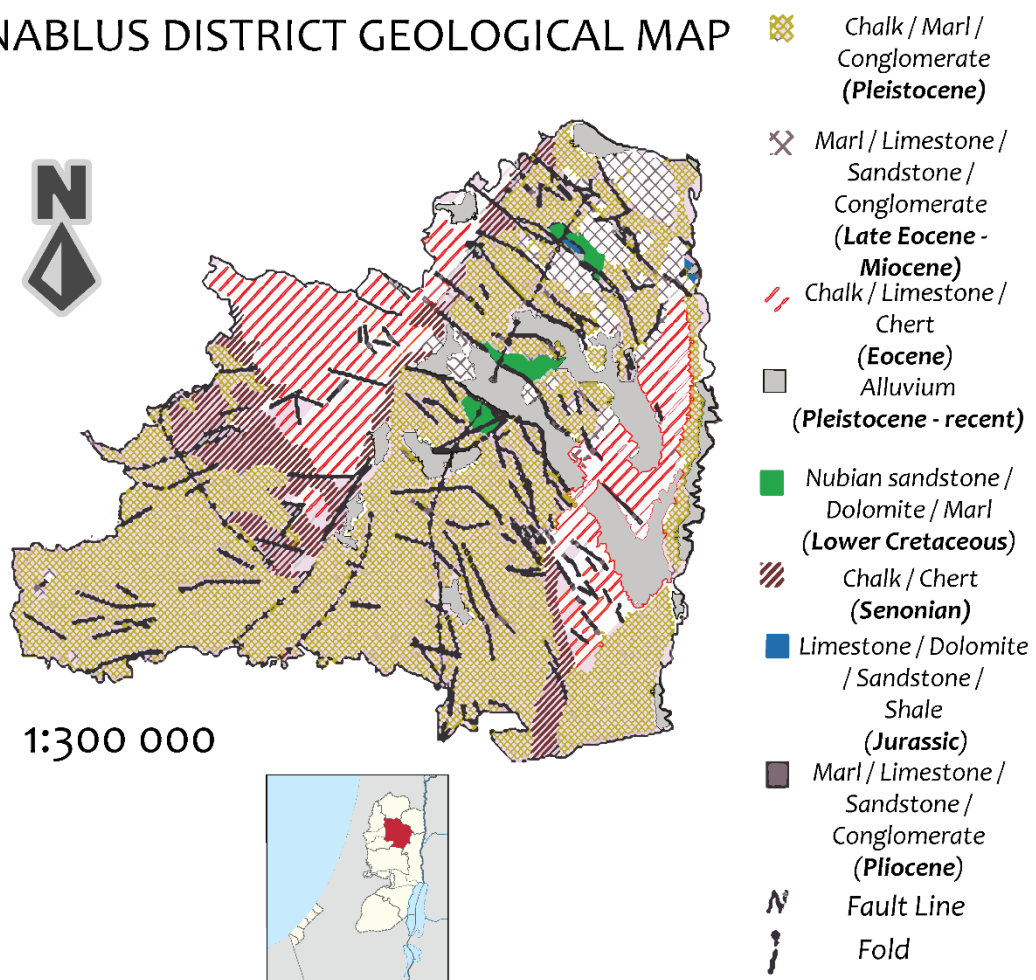 NABLUS DISTRICT GEOLOGICAL MAP
N
1:300 000
Chalk / Marl /
Conglomerate
(Pleistocene)
Marl / Limestone /
Sandstone /
Conglomerate
(Late Eocene -
Miocene)
Chalk / Limestone /
Chert
(Eocene)
Alluvium
(Pleistocene - recent)
Nubian sandstone /
Dolomite / Marl
(Lower Cretaceous)
Chalk / Chert
(Senonian)
Limestone / Dolomite
/ Sandstone /
Shale
(Jurassic)
Marl / Limestone /
Sandstone /
Conglomerate
(Pliocene)
Fault Line
Fold